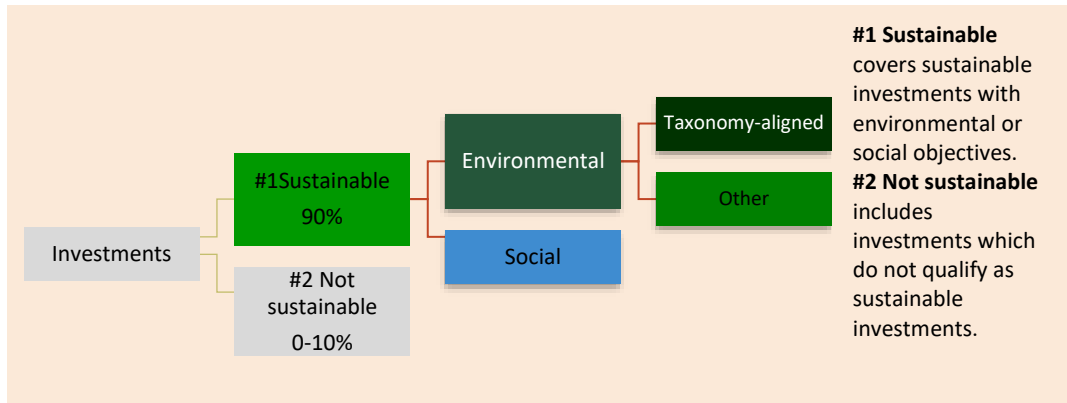 Investments
#1Sustainable
90%
#2 Not
sustainable
0-10%
Environmental
Social
Taxonomy-aligned
Other
#1 Sustainable
covers sustainable
investments with
environmental or
social objectives.
#2 Not sustainable
includes
investments which
do not qualify as
sustainable
investments.